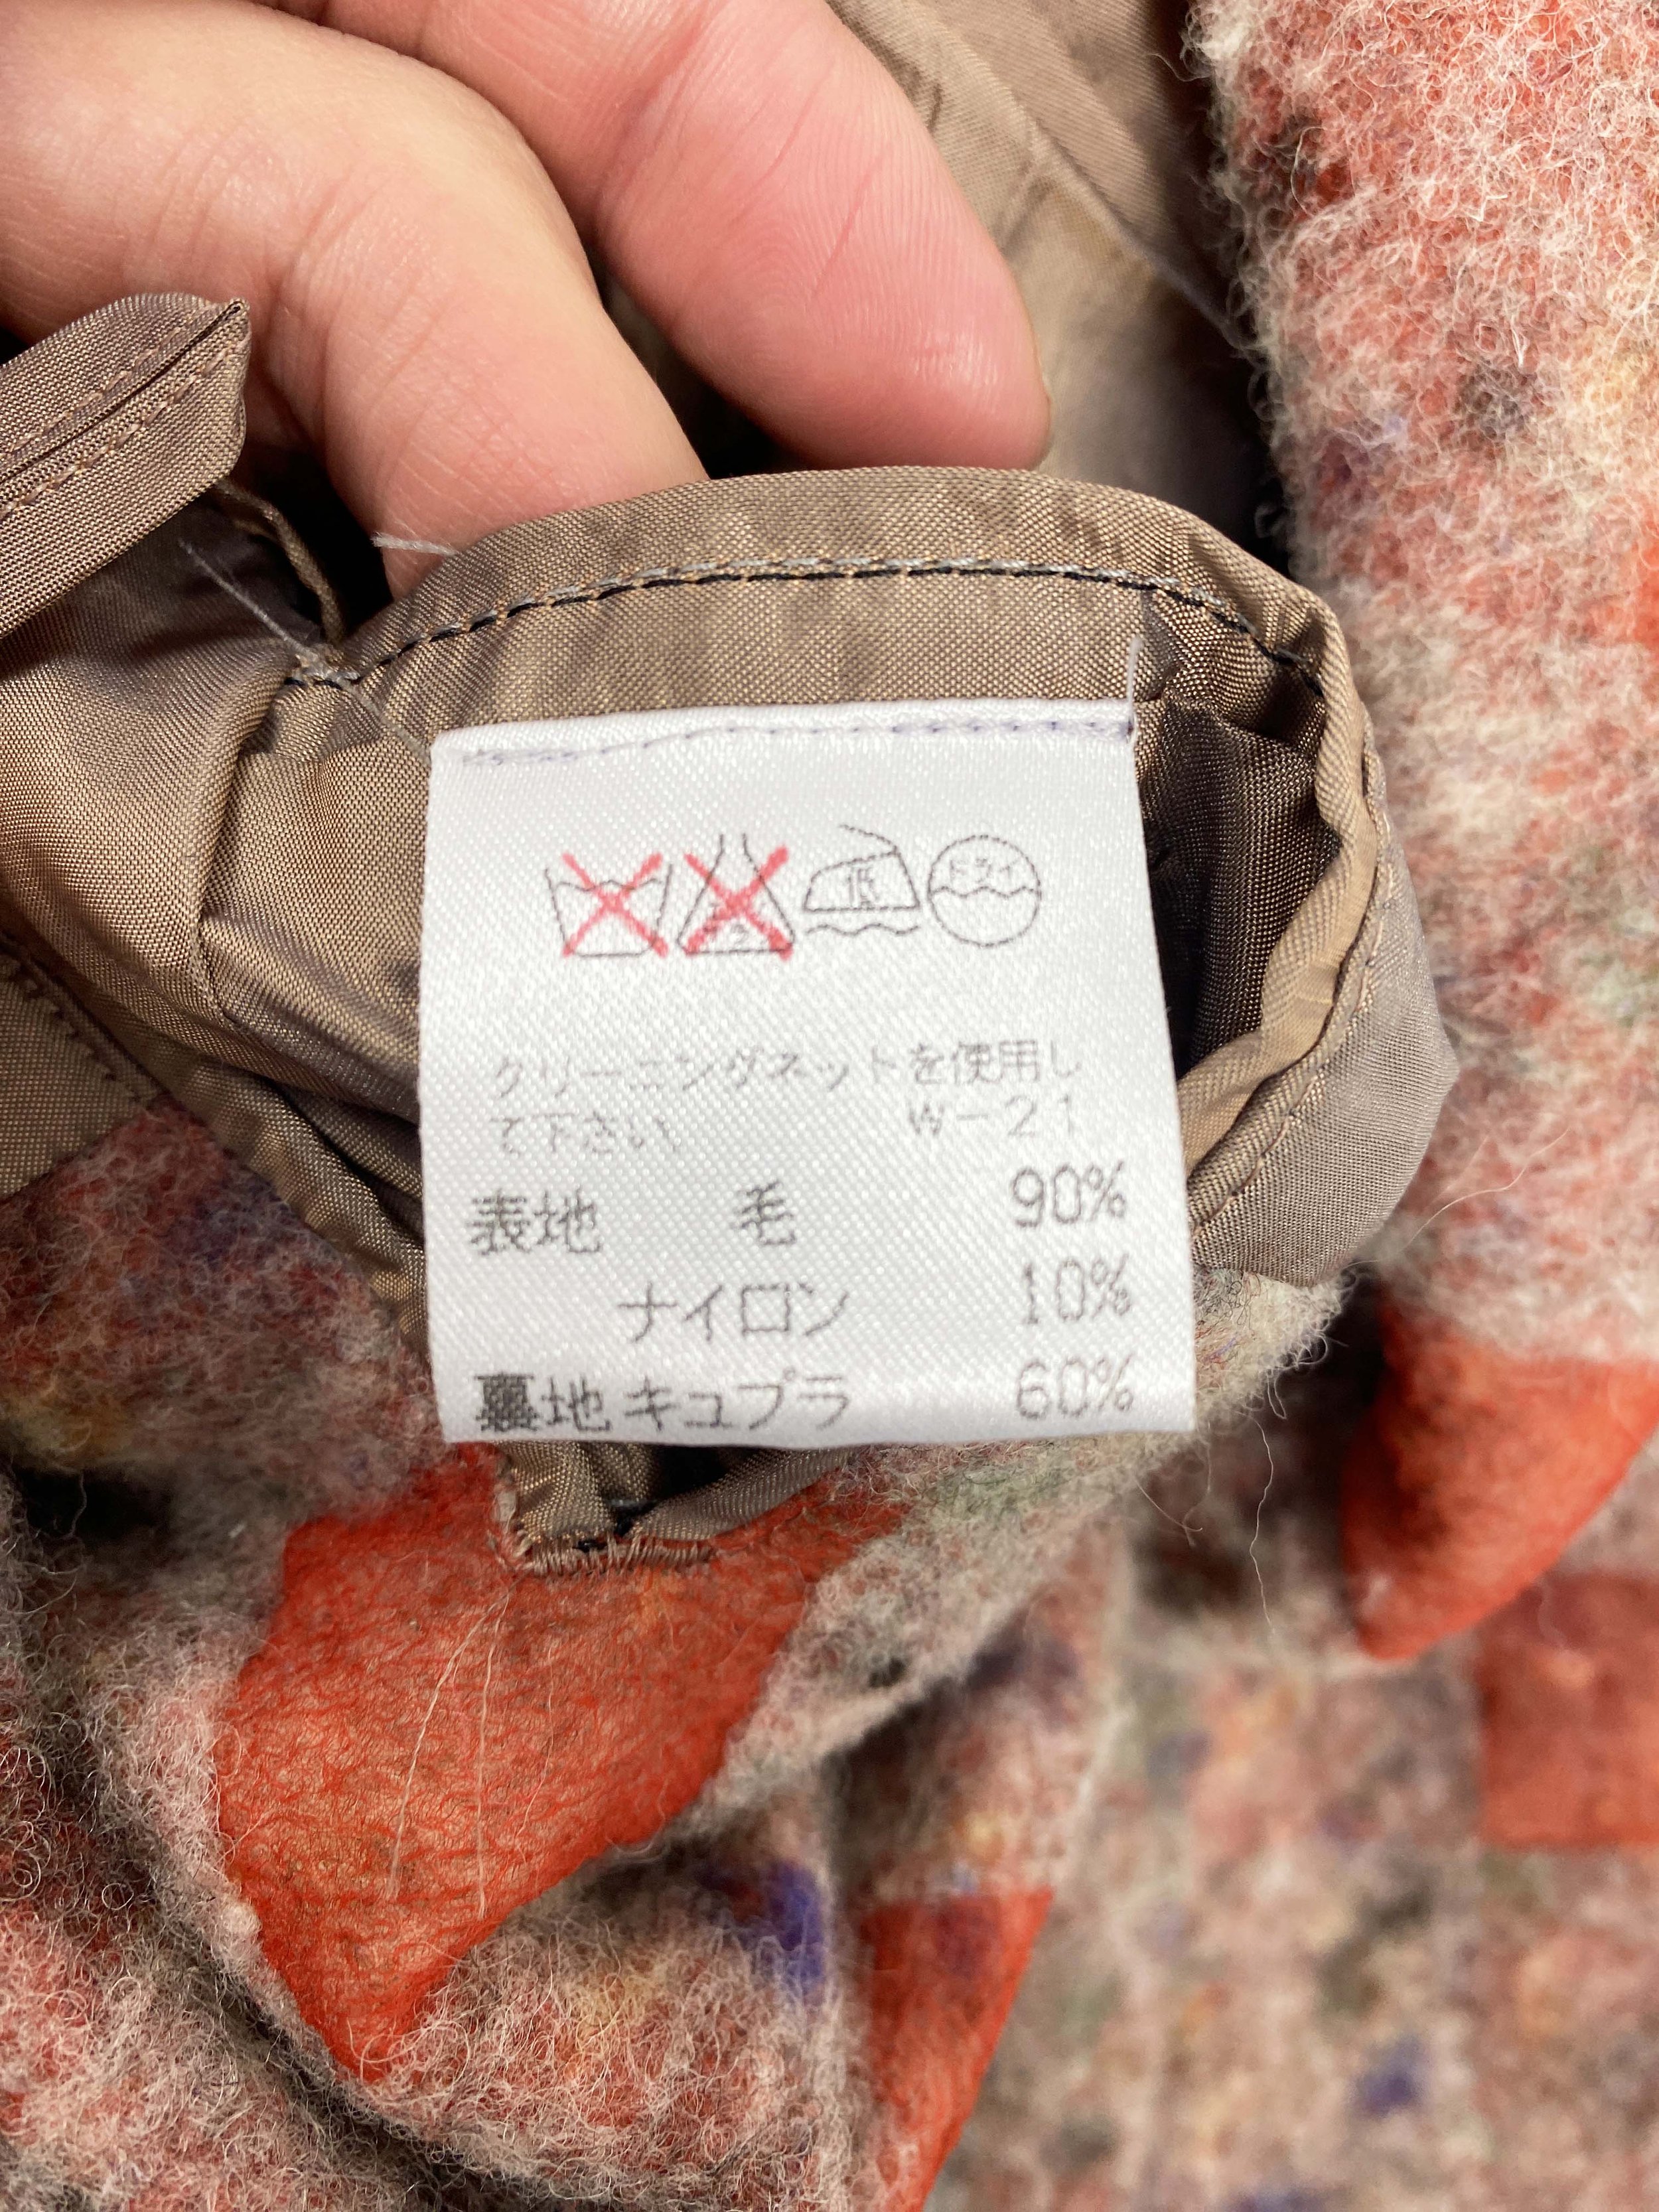 ドライ
クリーニングネットを使用し
て下さい W-21
表地 毛 90%
ナイロン 10%
裏地 キュプラ 60%